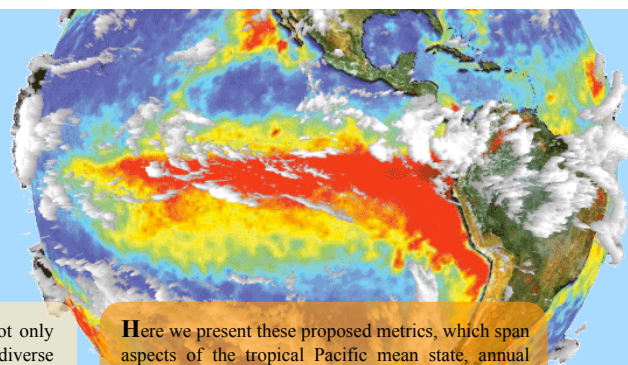 ot only
diverse
Here we present these proposed metrics, which span
aspects of the tropical Pacific mean state, annual